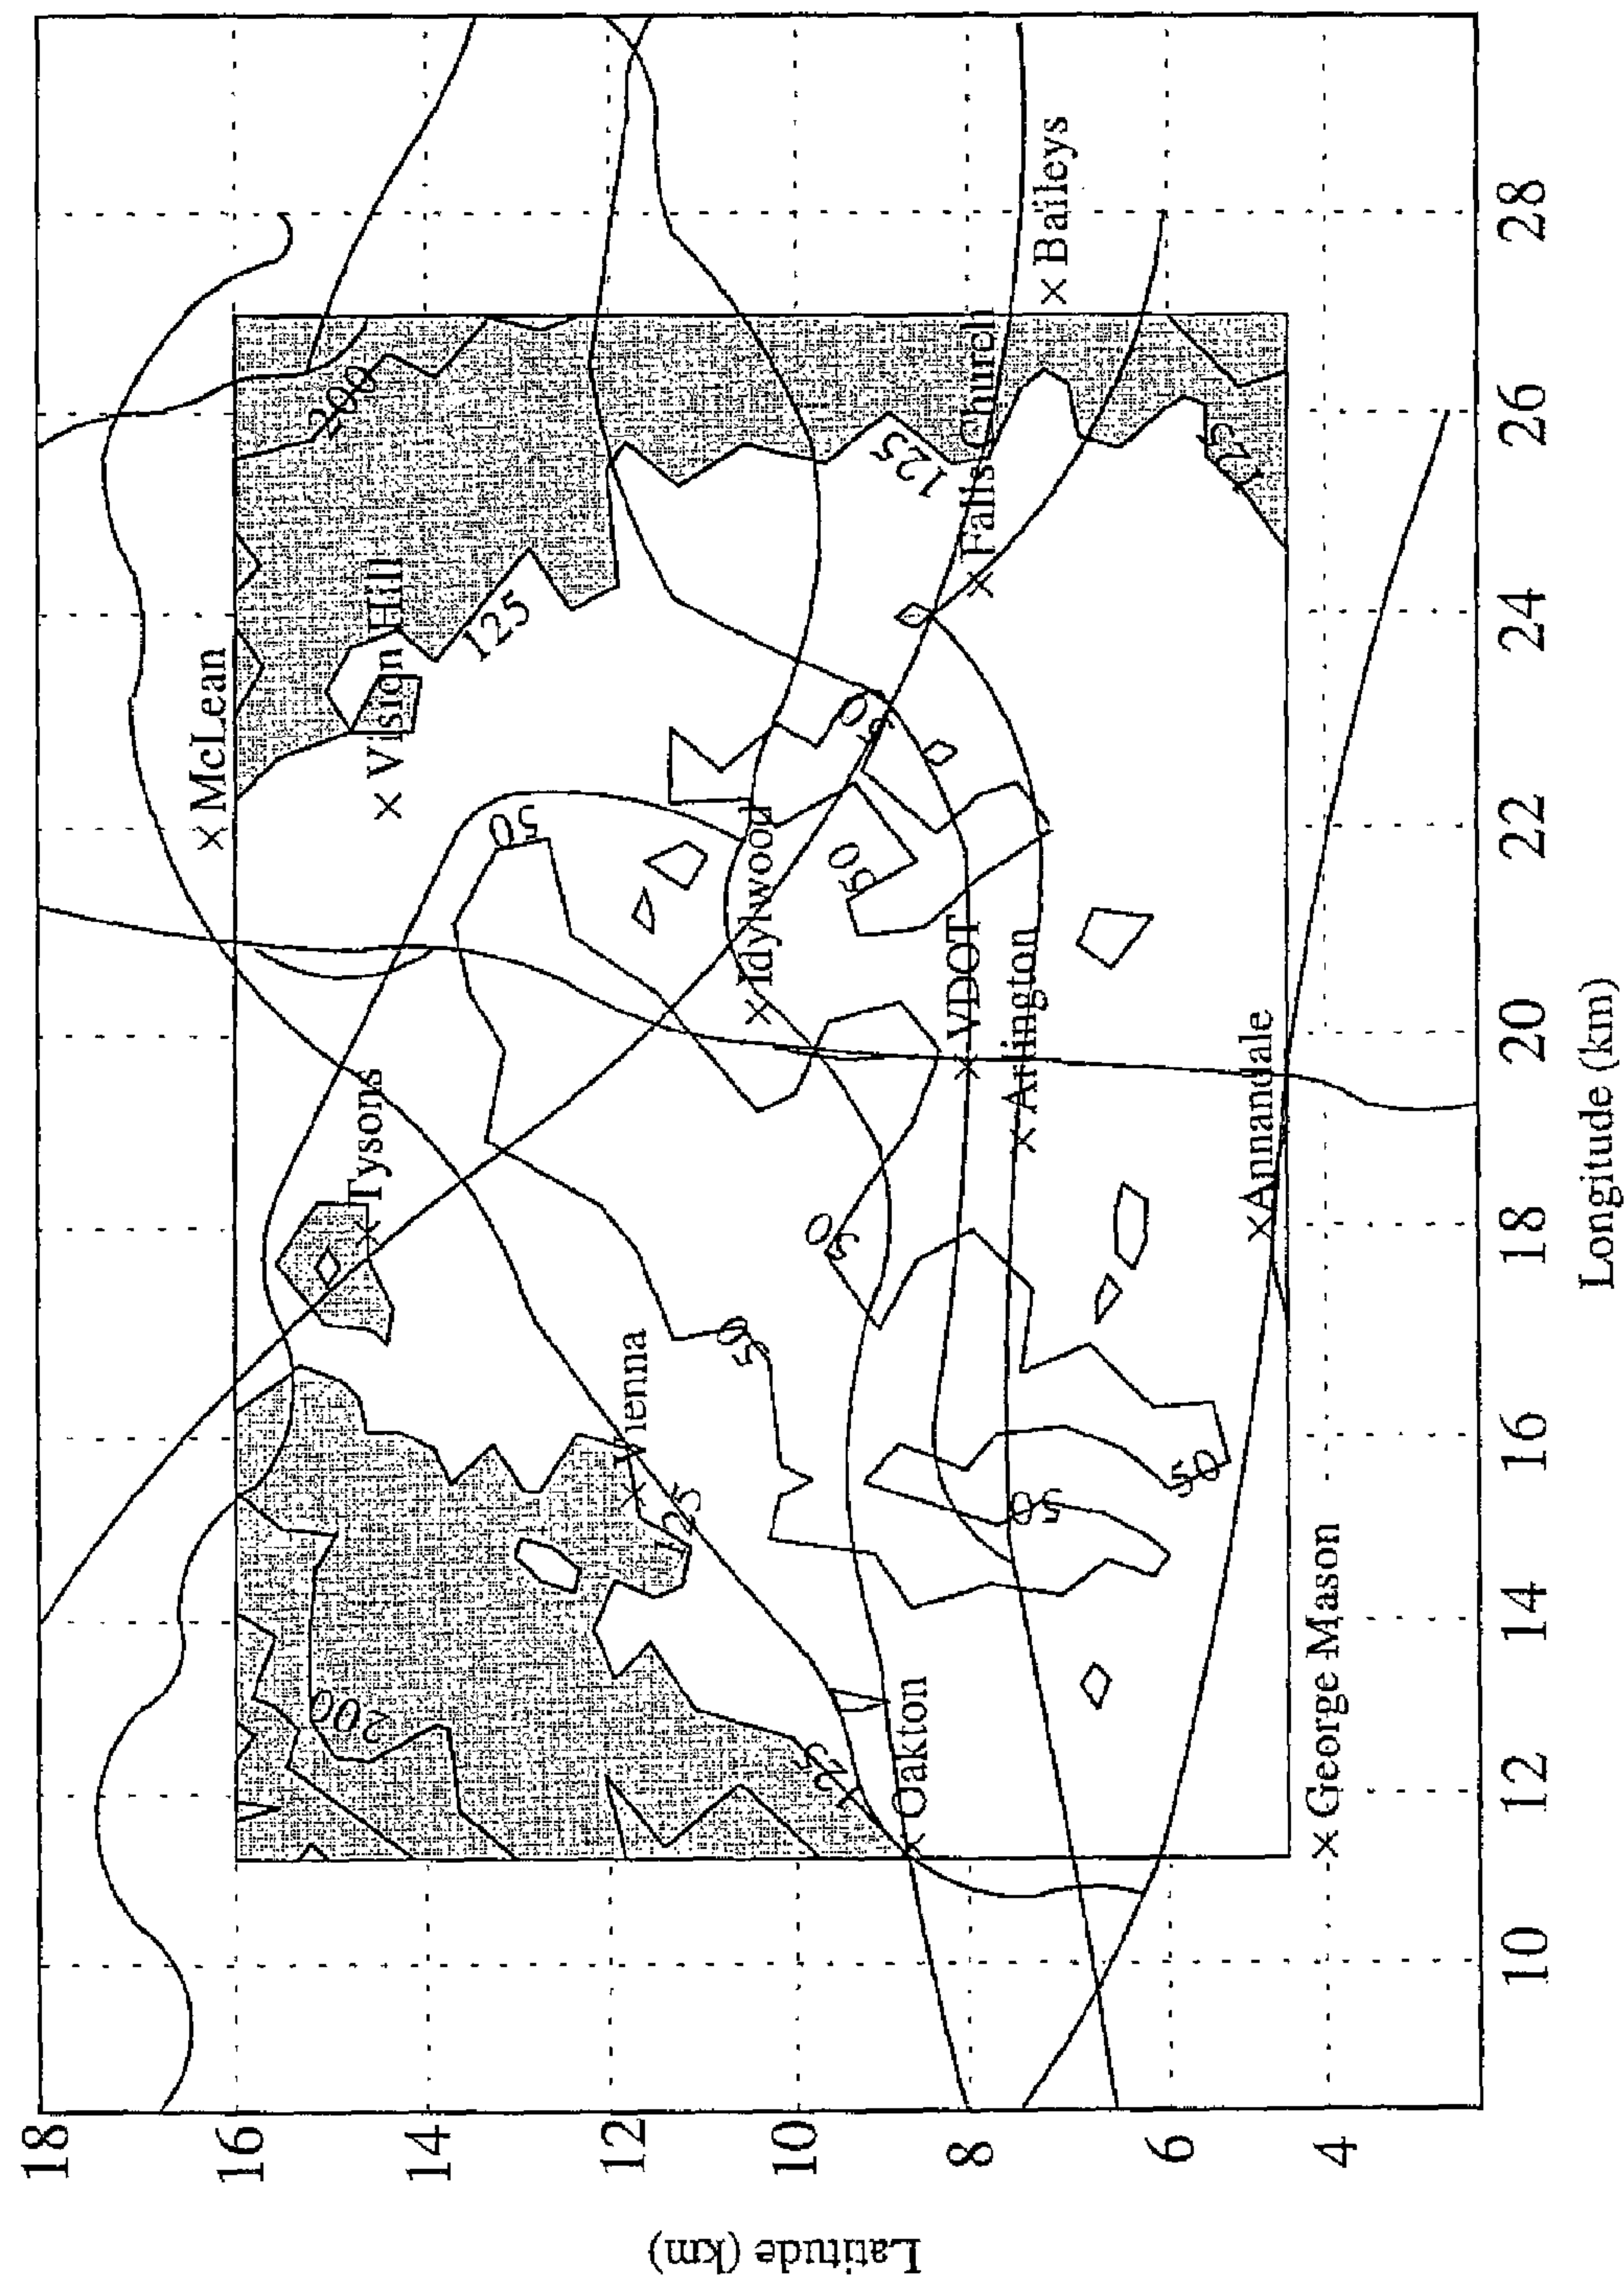 18
16
14
12
10
8
6
4
Latitude (km)
10
12
14
16
18
20
22
24
26
28
Longitude (km)
× McLean
× Vision Hill
× Tysons
× Vienna
× Idylwood
× Oakton
× VDOT
× Arlington
× Falls Church
× Baileys
× Annandale
× George Mason
200
200
125
125
125
125
125
50
50
50
50
50
50
50